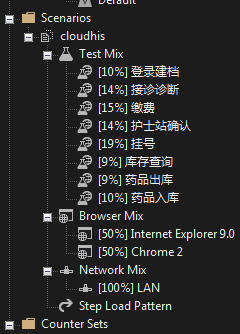 Default
Scenarios
cloudhis
Test Mix
[10%] 登录建档
[14%] 接诊诊断
[15%] 缴费
[14%] 护士站确认
[19%] 挂号
[9%] 库存查询
[9%] 药品出库
[10%] 药品入库
Browser Mix
[50%] Internet Explorer 9.0
[50%] Chrome 2
Network Mix
[100%] LAN
Step Load Pattern
Counter Sets